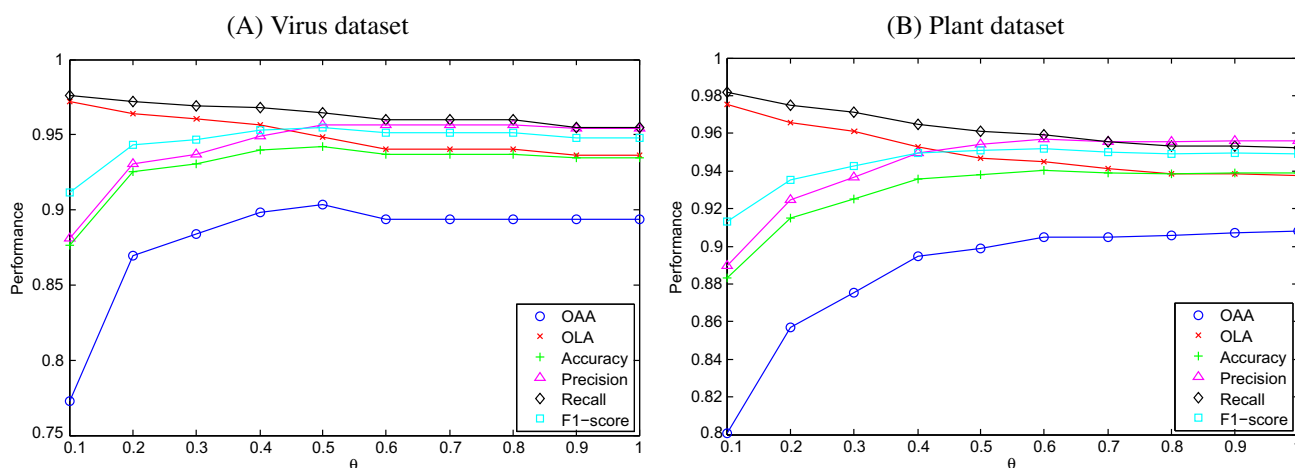 (A) Virus dataset
1
0.95
0.9
0.85
0.8
0.75
Performance
0.1 0.2 0.3 0.4 0.5 0.6 0.7 0.8 0.9 1
θ
OAA
OLA
Accuracy
Precision
Recall
F1−score
(B) Plant dataset
1
0.98
0.96
0.94
0.92
0.9
0.88
0.86
0.84
0.82
0.8
Performance
0.1 0.2 0.3 0.4 0.5 0.6 0.7 0.8 0.9 1
θ
OAA
OLA
Accuracy
Precision
Recall
F1−score